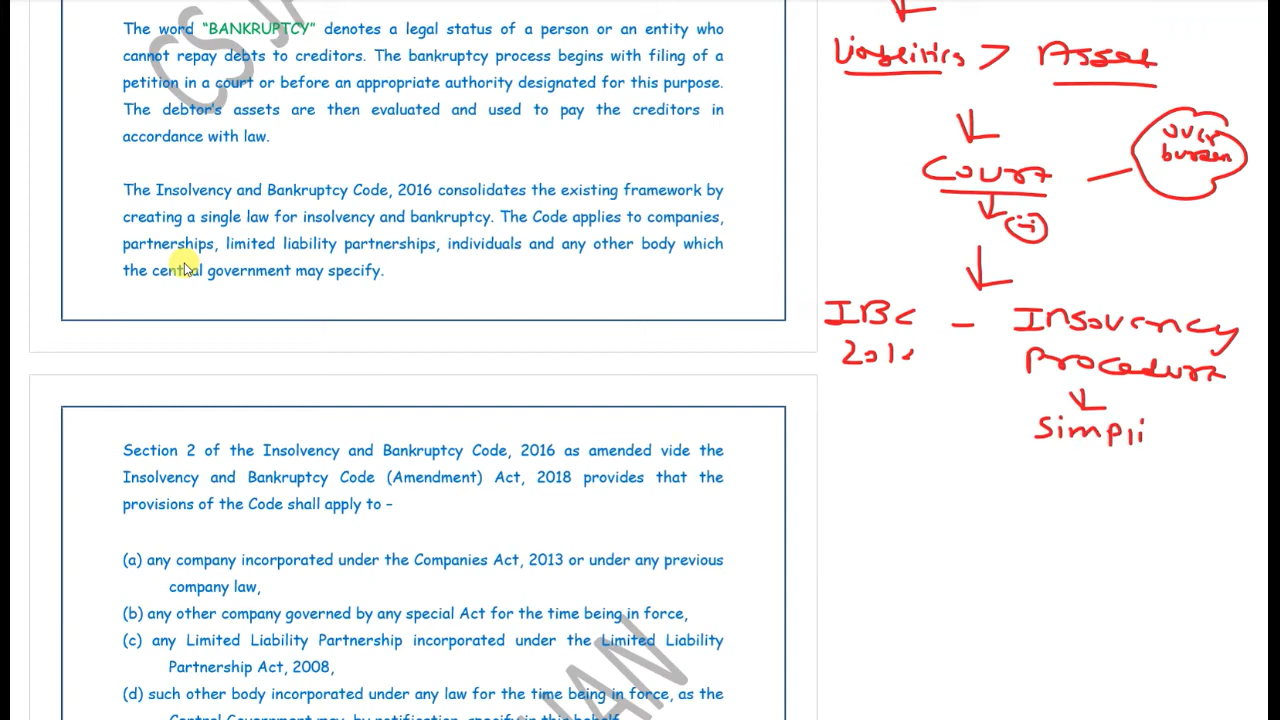 The word “BANKRUPTCY” denotes a legal status of a person or an entity who
cannot repay debts to creditors. The bankruptcy process begins with filing of a
petition in a court or before an appropriate authority designated for this purpose.
The debtor's assets are then evaluated and used to pay the creditors in
accordance with law.
The Insolvency and Bankruptcy Code, 2016 consolidates the existing framework by
creating a single law for insolvency and bankruptcy. The Code applies to companies,
partnerships, limited liability partnerships, individuals and any other body which
the central government may specify.
Section 2 of the Insolvency and Bankruptcy Code, 2016 as amended vide the
Insolvency and Bankruptcy Code (Amendment) Act, 2018 provides that the
provisions of the Code shall apply to –
(a) any company incorporated under the Companies Act, 2013 or under any previous
company law,
(b) any other company governed by any special Act for the time being in force,
(c) any Limited Liability Partnership incorporated under the Limited Liability
Partnership Act, 2008,
(d) such other body incorporated under any law for the time being in force, as the
Central Government may, by notification, specify in this behalf
Liabilities > Asset
Court
over
burden
IBC - Insolvency
2016 Procedure
Simpli